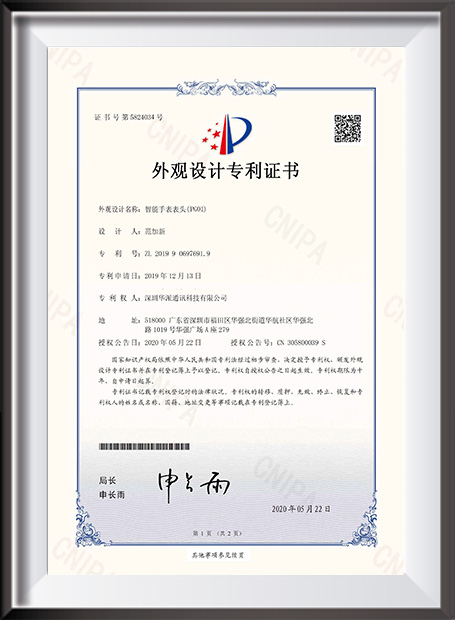 证书号第5824034号
外观设计专利证书
外观设计名称：智能手表表头(PG01)
设 计 人：范加新
专 利 号：ZL 2019 9 0697691.9
专利申请日：2019年12月13日
专 利 权 人：深圳华派通讯科技有限公司
地 址：518000 广东省深圳市福田区华强北街道华航社区华强北
路1019号华强广场A座279
授权公告日：2020年05月22日 授权公告号：CN 305800039 S
国家知识产权局依照中华人民共和国专利法经过初步审查，决定授予专利权，颁发外观
设计专利证书并在专利登记簿上予以登记。专利权自授权公告之日起生效。专利权期限为十
年，自申请日起算。
专利证书记载专利权登记时的法律状况。专利权的转移、质押、无效、终止、恢复和专利
权人的姓名或名称、国籍、地址变更等事项记载在专利登记簿上。
局长
申长雨
申长雨
2020年05月22日
第 1 页 （共 2 页）
其他事项参见续页
CNIPA
CNIPA
CNIPA
CNIPA
CNIPA
CNIPA